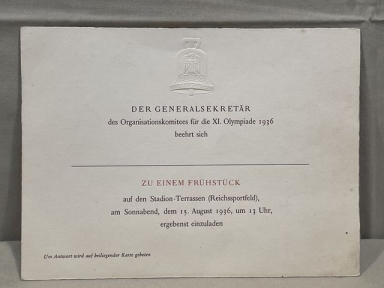 DER GENERALSEKRETÄR
des Organisationskomitees für die XI. Olympiade 1936
beehrt sich
ZU EINEM FRÜHSTÜCK
auf den Stadion-Terrassen (Reichssportfeld),
am Sonnabend, dem 15. August 1936, um 13 Uhr,
ergebenst einzuladen
Um Antwort wird auf beiliegender Karte gebeten